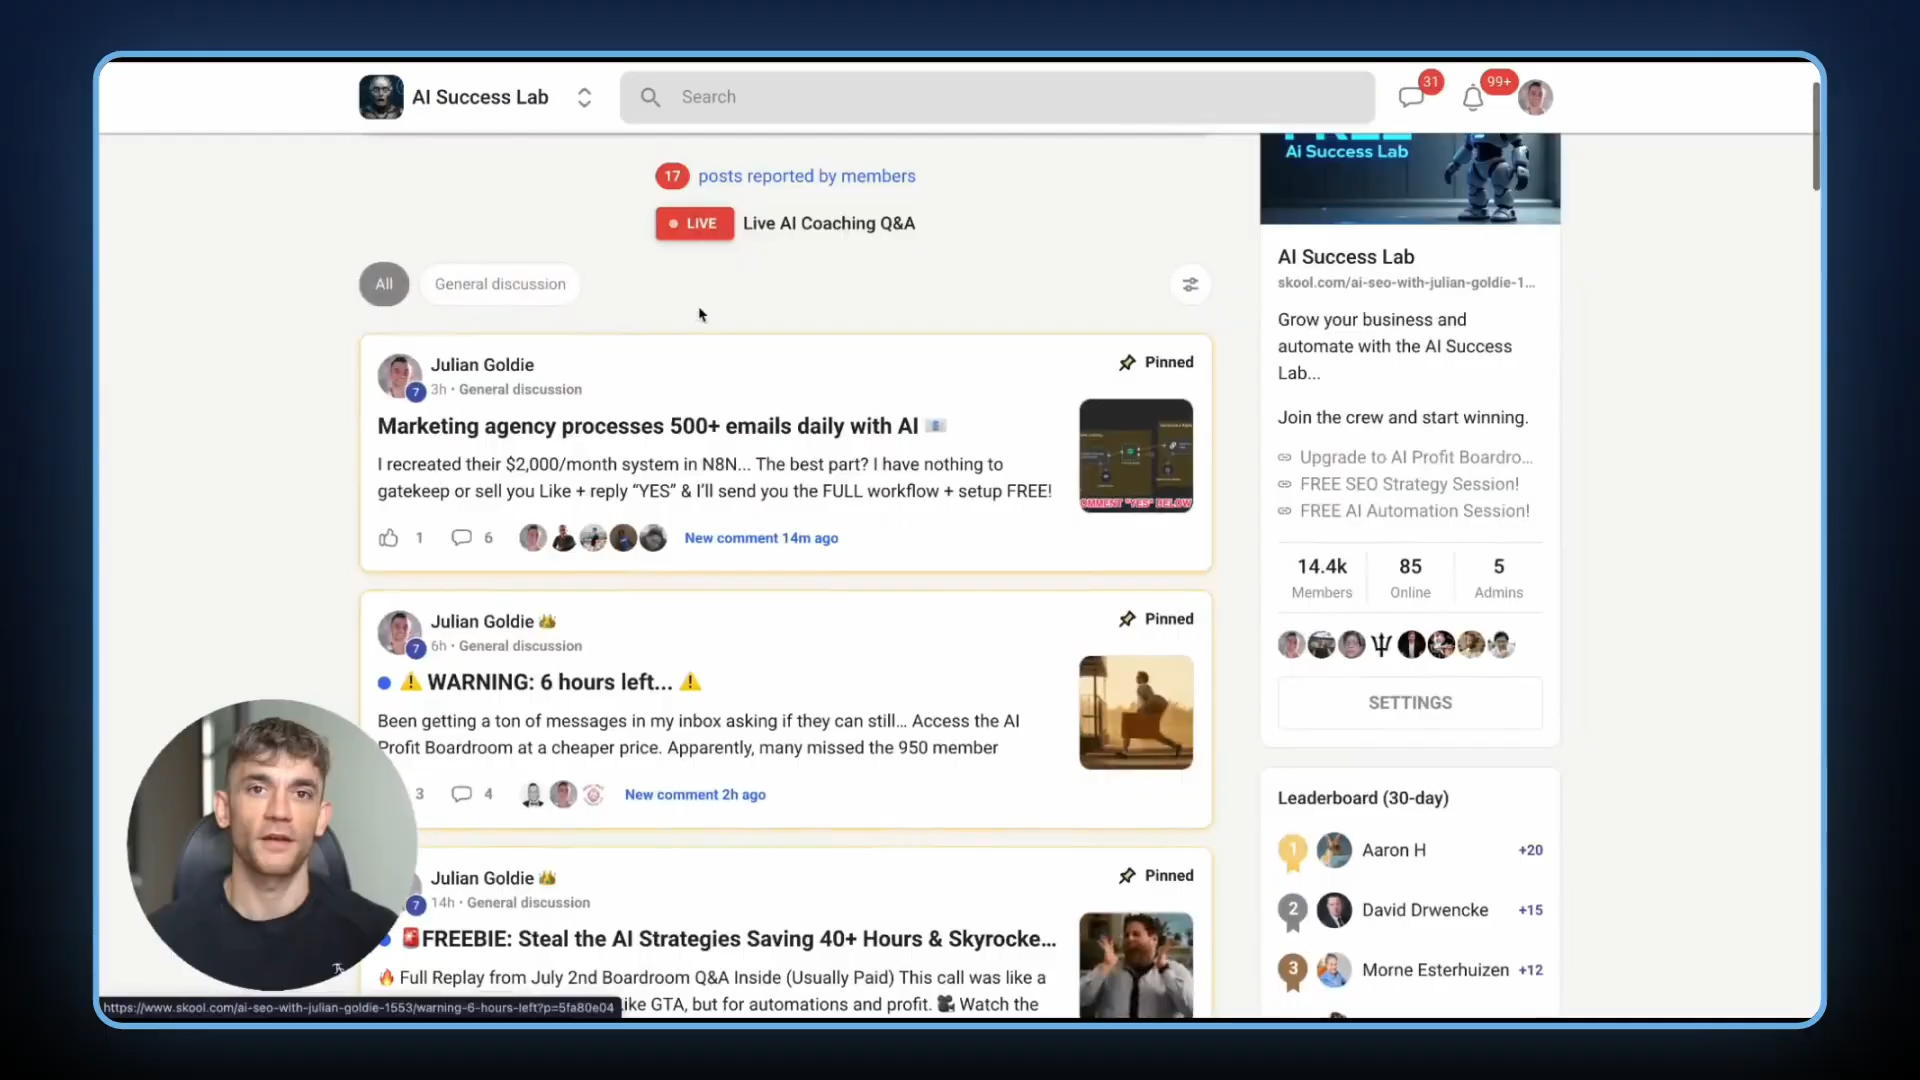 AI Success Lab
Search
31
99+
17 posts reported by members
LIVE Live AI Coaching Q&A
All
General discussion
Julian Goldie
7
3h • General discussion
Pinned
Marketing agency processes 500+ emails daily with AI
I recreated their $2,000/month system in N8N... The best part? I have nothing to
gatekeep or sell you Like + reply “YES” & I’ll send you the FULL workflow + setup FREE!
COMMENT "YES" BELOW
1
6
New comment 14m ago
Julian Goldie
7
6h • General discussion
Pinned
⚠️ WARNING: 6 hours left... ⚠️
Been getting a ton of messages in my inbox asking if they can still… Access the AI
Profit Boardroom at a cheaper price. Apparently, many missed the 950 member
3
4
New comment 2h ago
Julian Goldie
7
14h • General discussion
Pinned
🚨FREEBIE: Steal the AI Strategies Saving 40+ Hours & Skyrocke...
🔥 Full Replay from July 2nd Boardroom Q&A Inside (Usually Paid) This call was like a
like GTA, but for automations and profit. 🎥 Watch the
https://www.skool.com/ai-seo-with-julian-goldie-1553/warning-6-hours-left?p=5fa80e04
Ai Success Lab
AI Success Lab
skool.com/ai-seo-with-julian-goldie-1...
Grow your business and
automate with the AI Success
Lab...
Join the crew and start winning.
Upgrade to AI Profit Boardro...
FREE SEO Strategy Session!
FREE AI Automation Session!
14.4k
Members
85
Online
5
Admins
SETTINGS
Leaderboard (30-day)
1 Aaron H +20
2 David Drwencke +15
3 Morne Esterhuizen +12